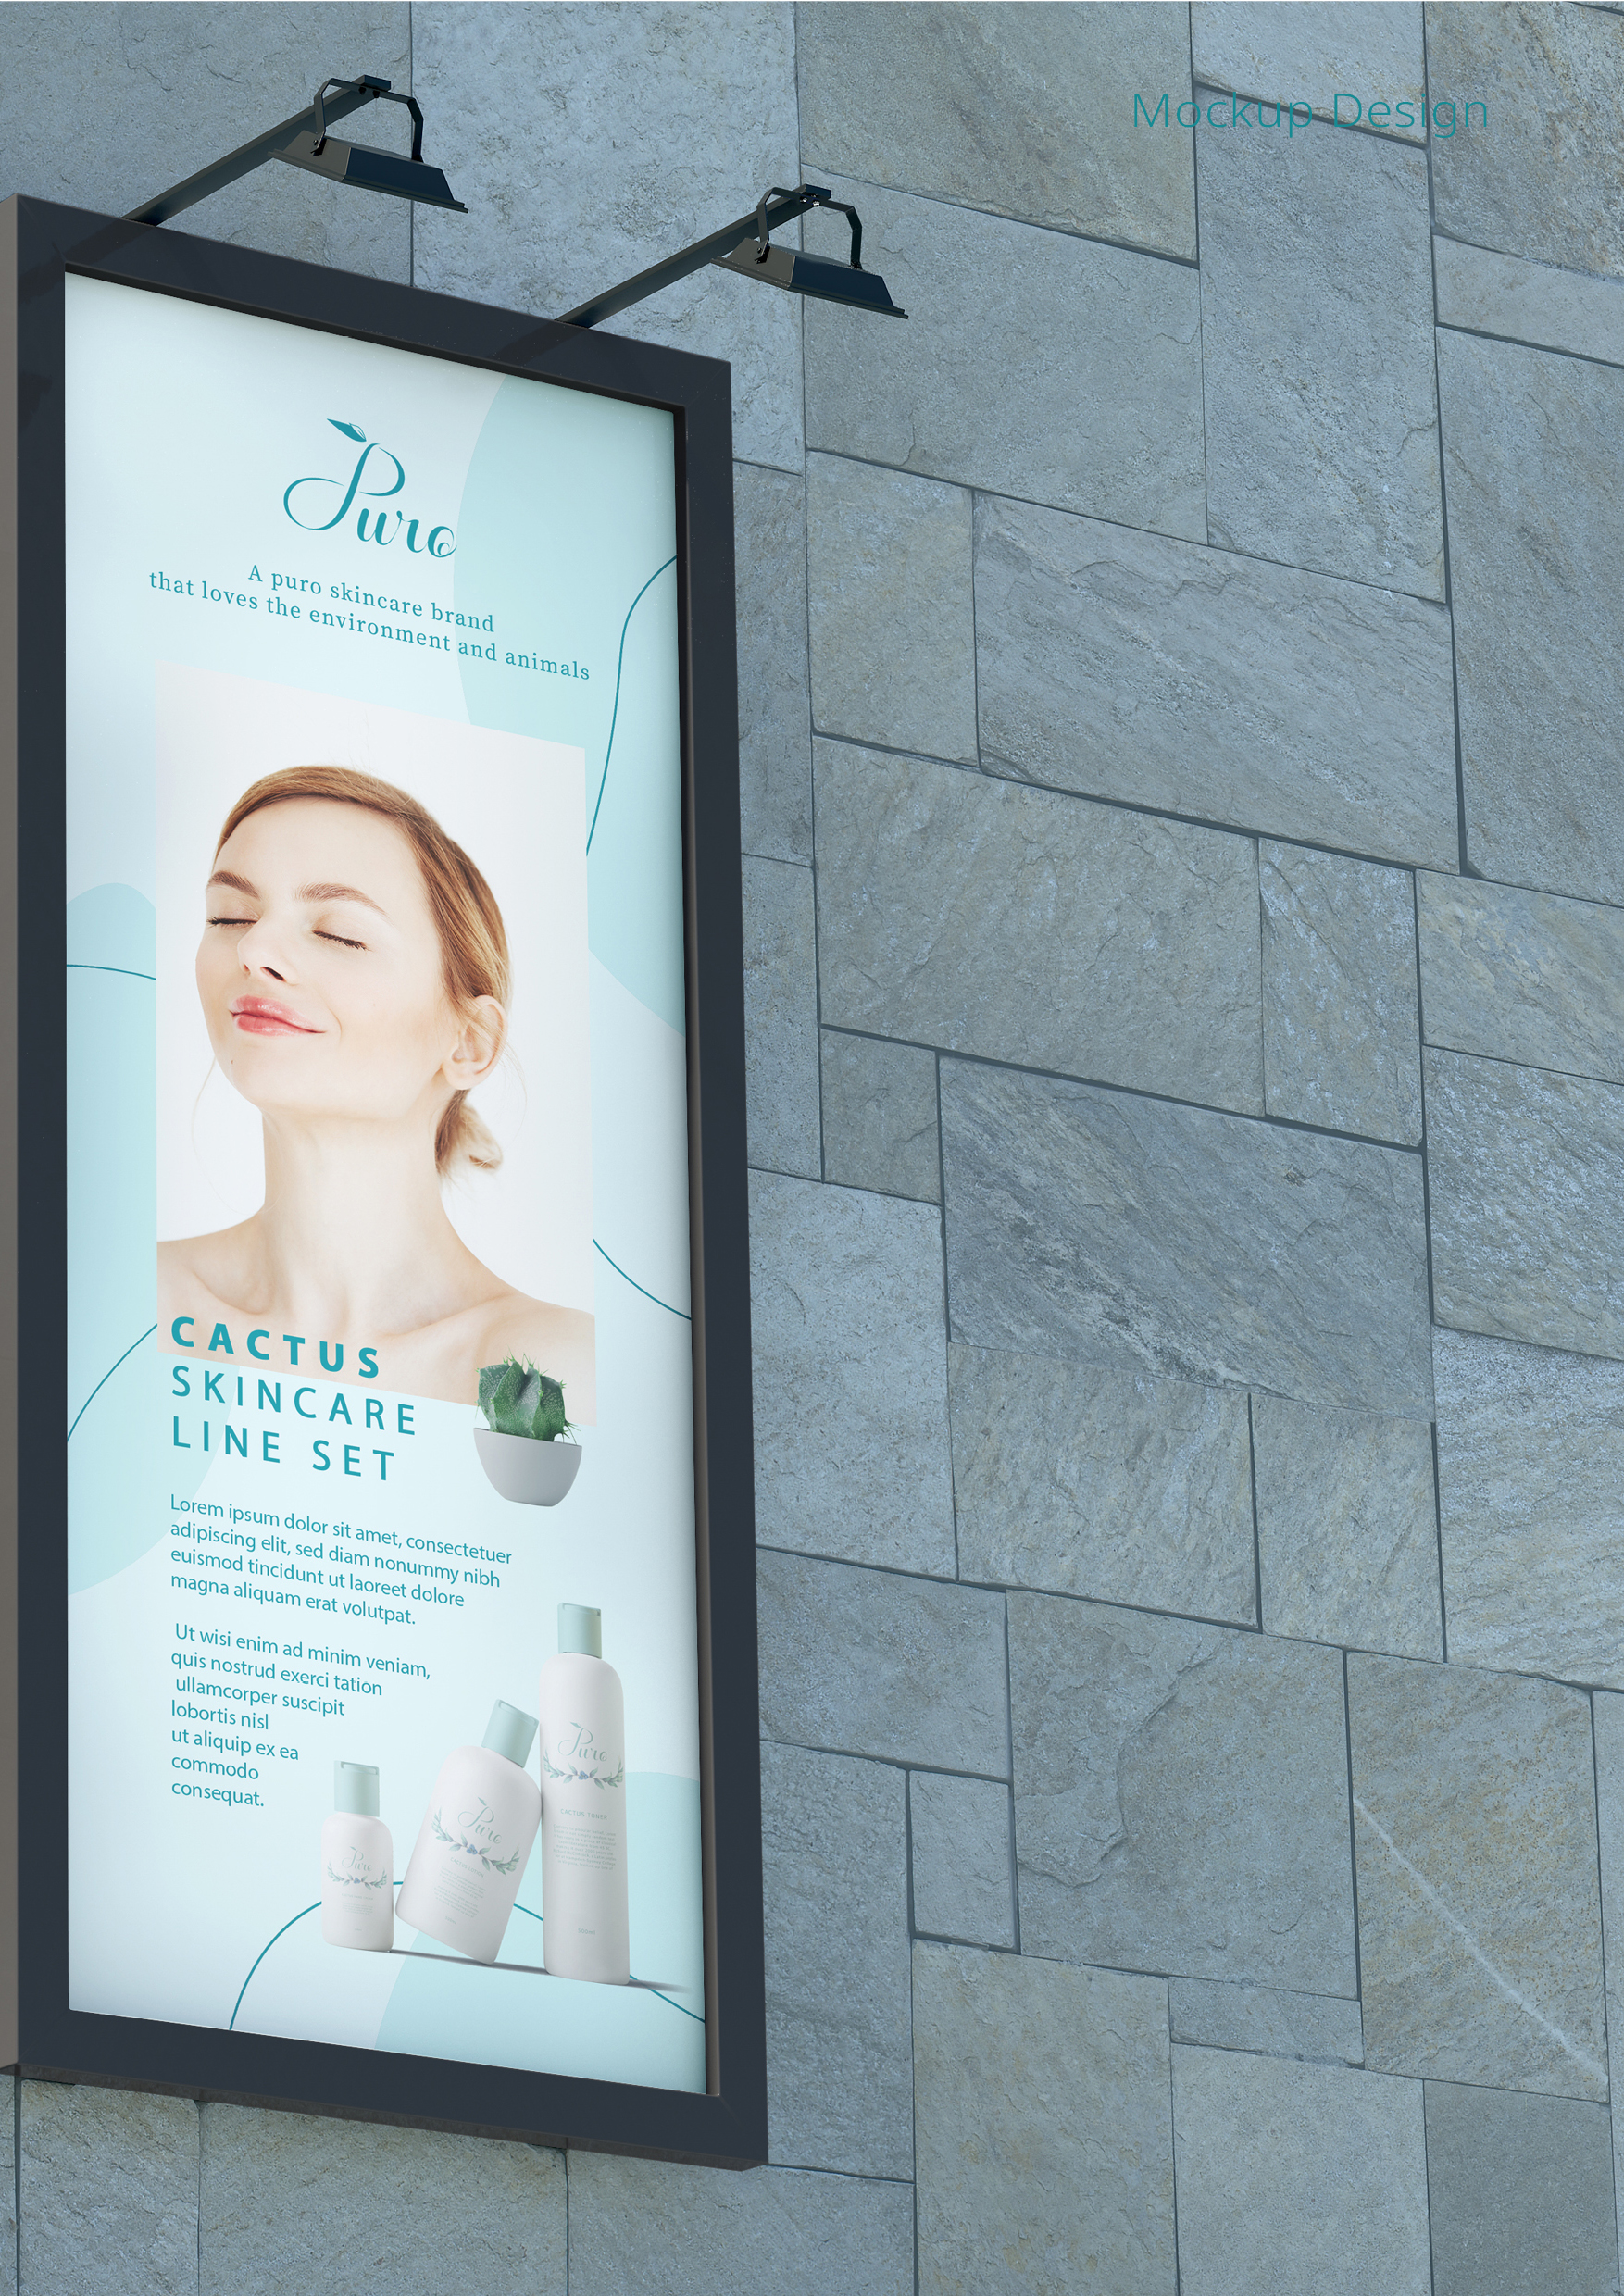 Mockup Design
Puro
A puro skincare brand
that loves the environment and animals
CACTUS
SKINCARE
LINE SET
Lorem ipsum dolor sit amet, consectetuer
adipiscing elit, sed diam nonummy nibh
euismod tincidunt ut laoreet dolore
magna aliquam erat volutpat.
Ut wisi enim ad minim veniam,
quis nostrud exerci tation
ullamcorper suscipit
lobortis nisl
ut aliquip ex ea
commodo
consequat.
Puro
CACTUS TONER
Puro
Puro